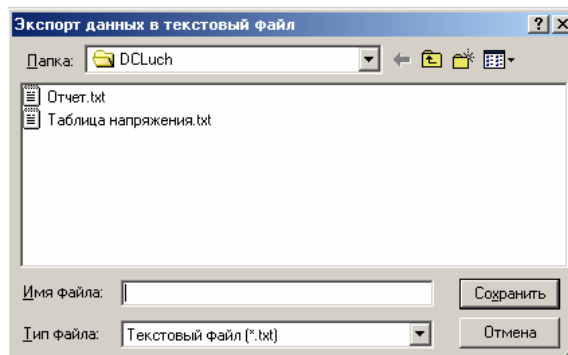 Экспорт данных в текстовый файл
Папка: DCLuch
Отчет.txt
Таблица напряжения.txt
Имя файла:
Сохранить
Тип файла: Текстовый файл (*.txt)
Отмена